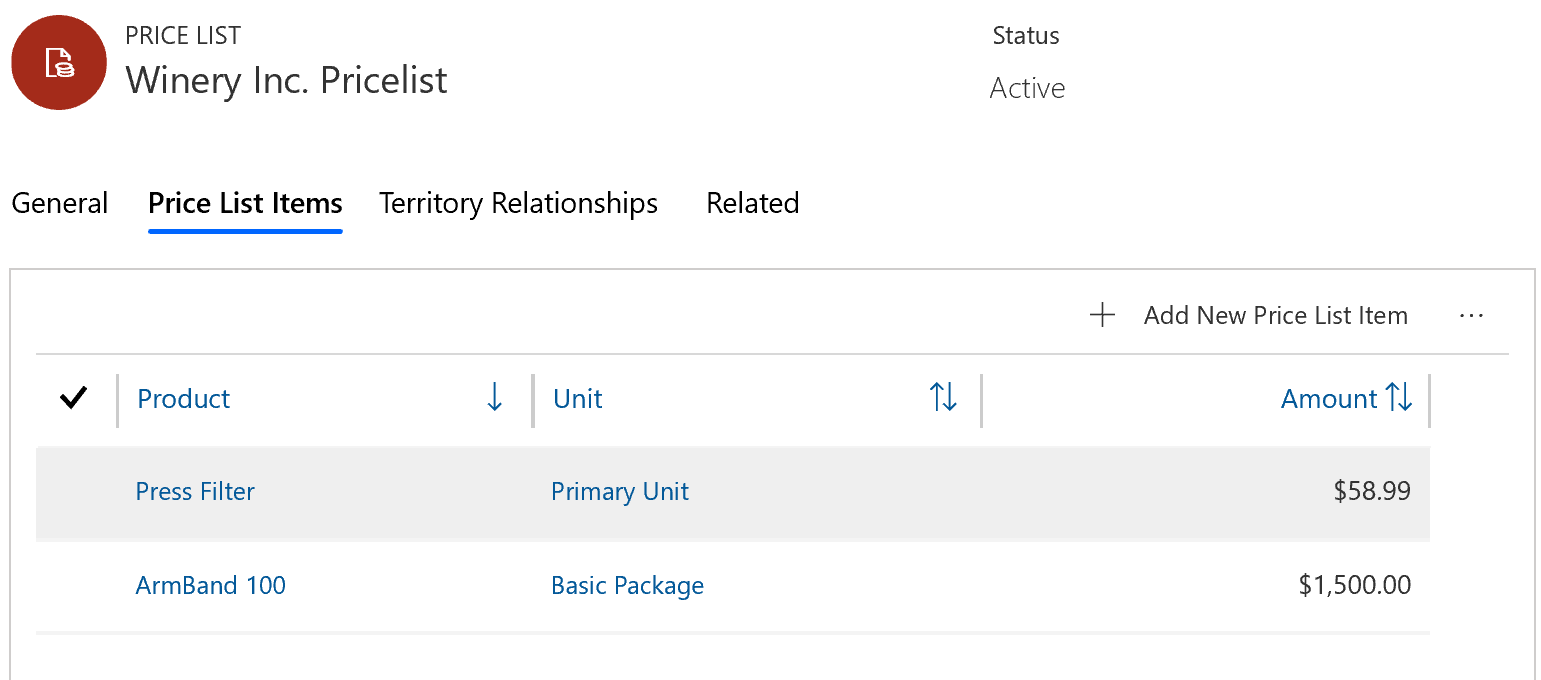 PRICE LIST
Winery Inc. Pricelist
Status
Active
General Price List Items Territory Relationships Related
Add New Price List Item ...
Product Unit Amount
Press Filter Primary Unit $58.99
ArmBand 100 Basic Package $1,500.00